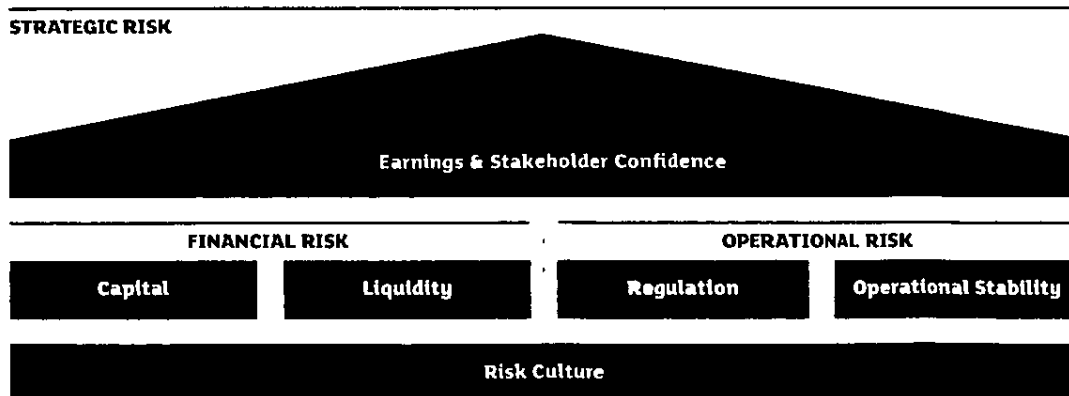 STRATEGIC RISK
Earnings & Stakeholder Confidence
FINANCIAL RISK
OPERATIONAL RISK
Capital
Liquidity
Regulation
Operational Stability
Risk Culture